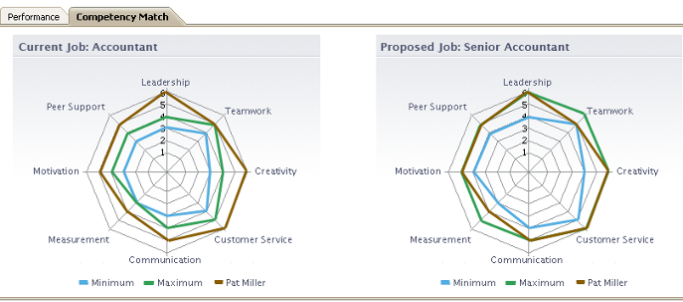 Performance Competency Match
Current Job: Accountant
Leadership
6
5
4
3
2
1
Peer Support Teamwork
Motivation Creativity
Measurement Customer Service
Communication
Minimum Maximum Pat Miller
Proposed Job: Senior Accountant
Leadership
6
5
4
3
2
1
Peer Support Teamwork
Motivation Creativity
Measurement Customer Service
Communication
Minimum Maximum Pat Miller